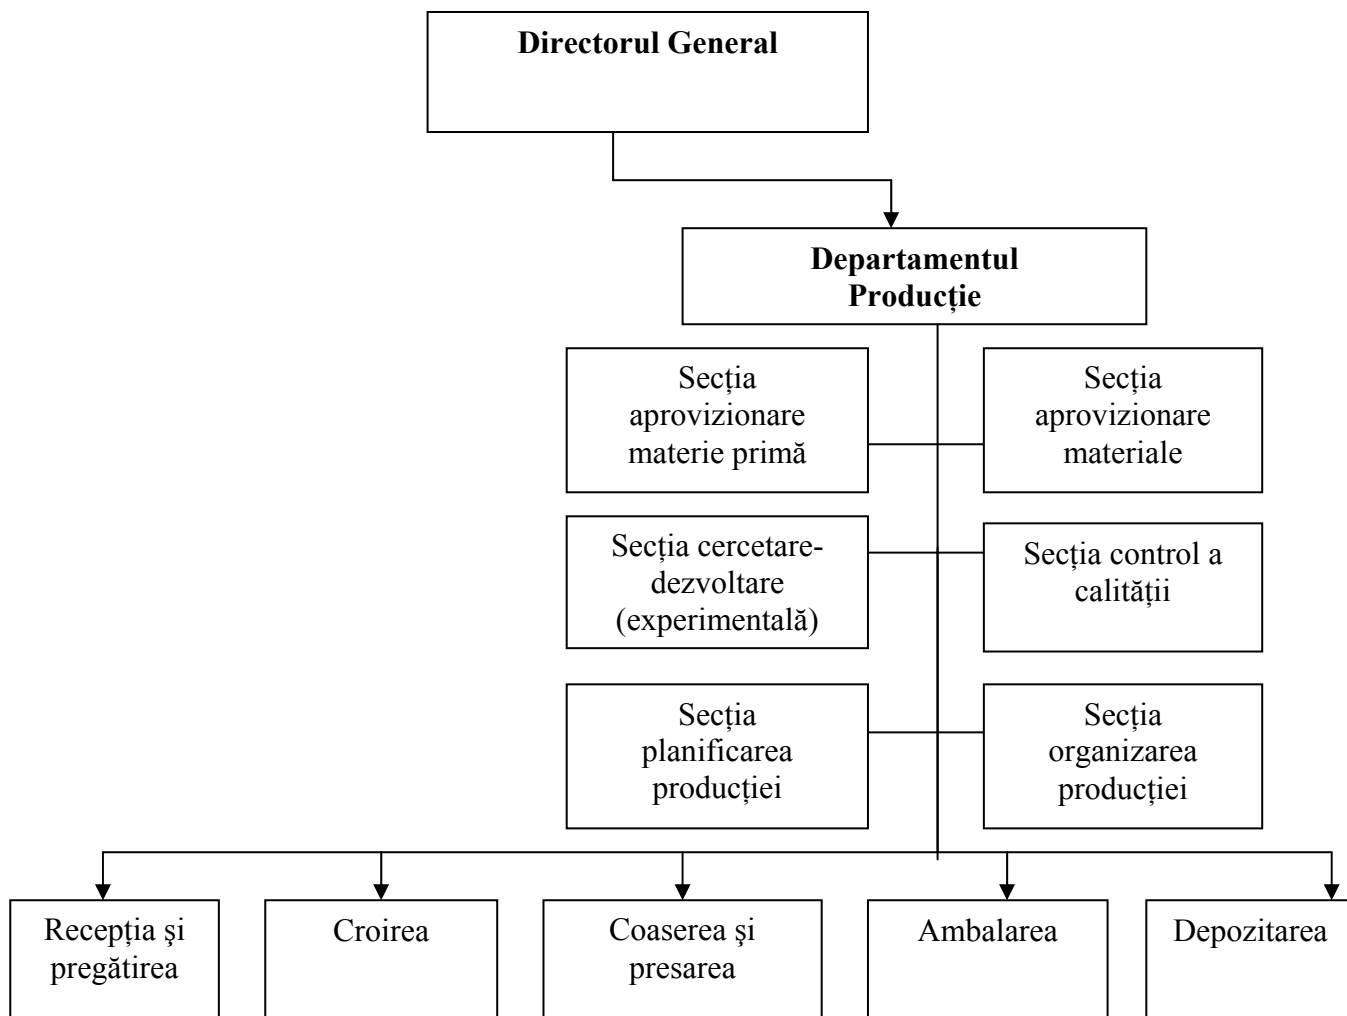 Directorul General
Departamentul
Producție
Secția
aprovizionare
materie primă
Secția
aprovizionare
materiale
Secția cercetare-
dezvoltare
(experimentală)
Secția control a
calității
Secția
planificarea
producției
Secția
organizarea
producției
Recepția şi
pregătirea
Croirea
Coaserea şi
presarea
Ambalarea
Depozitarea